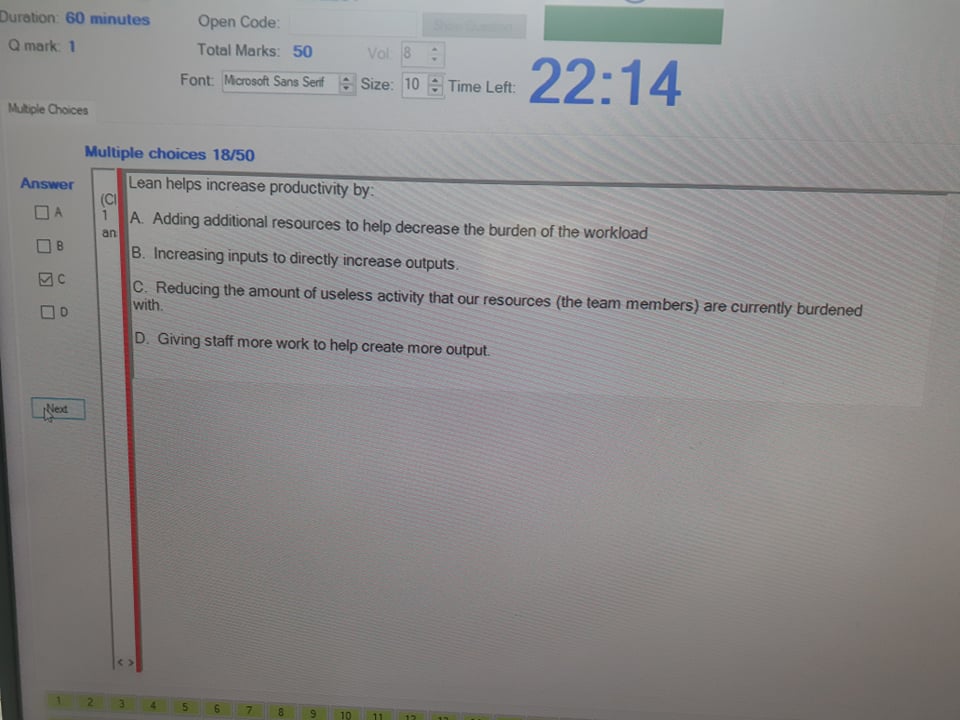 Duration: 60 minutes
Open Code:
Show Question
Q mark: 1
Total Marks: 50
Vol: 8
Font: Microsoft Sans Serif
Size: 10
Time Left: 22:14
Multiple Choices
Multiple choices 18/50
Answer
A
B
C
D
Next
(Cl
1
an
Lean helps increase productivity by:
A. Adding additional resources to help decrease the burden of the workload
B. Increasing inputs to directly increase outputs.
C. Reducing the amount of useless activity that our resources (the team members) are currently burdened
with.
D. Giving staff more work to help create more output.
< >
1 2 3 4 5 6 7 8 9 10 11 12 13